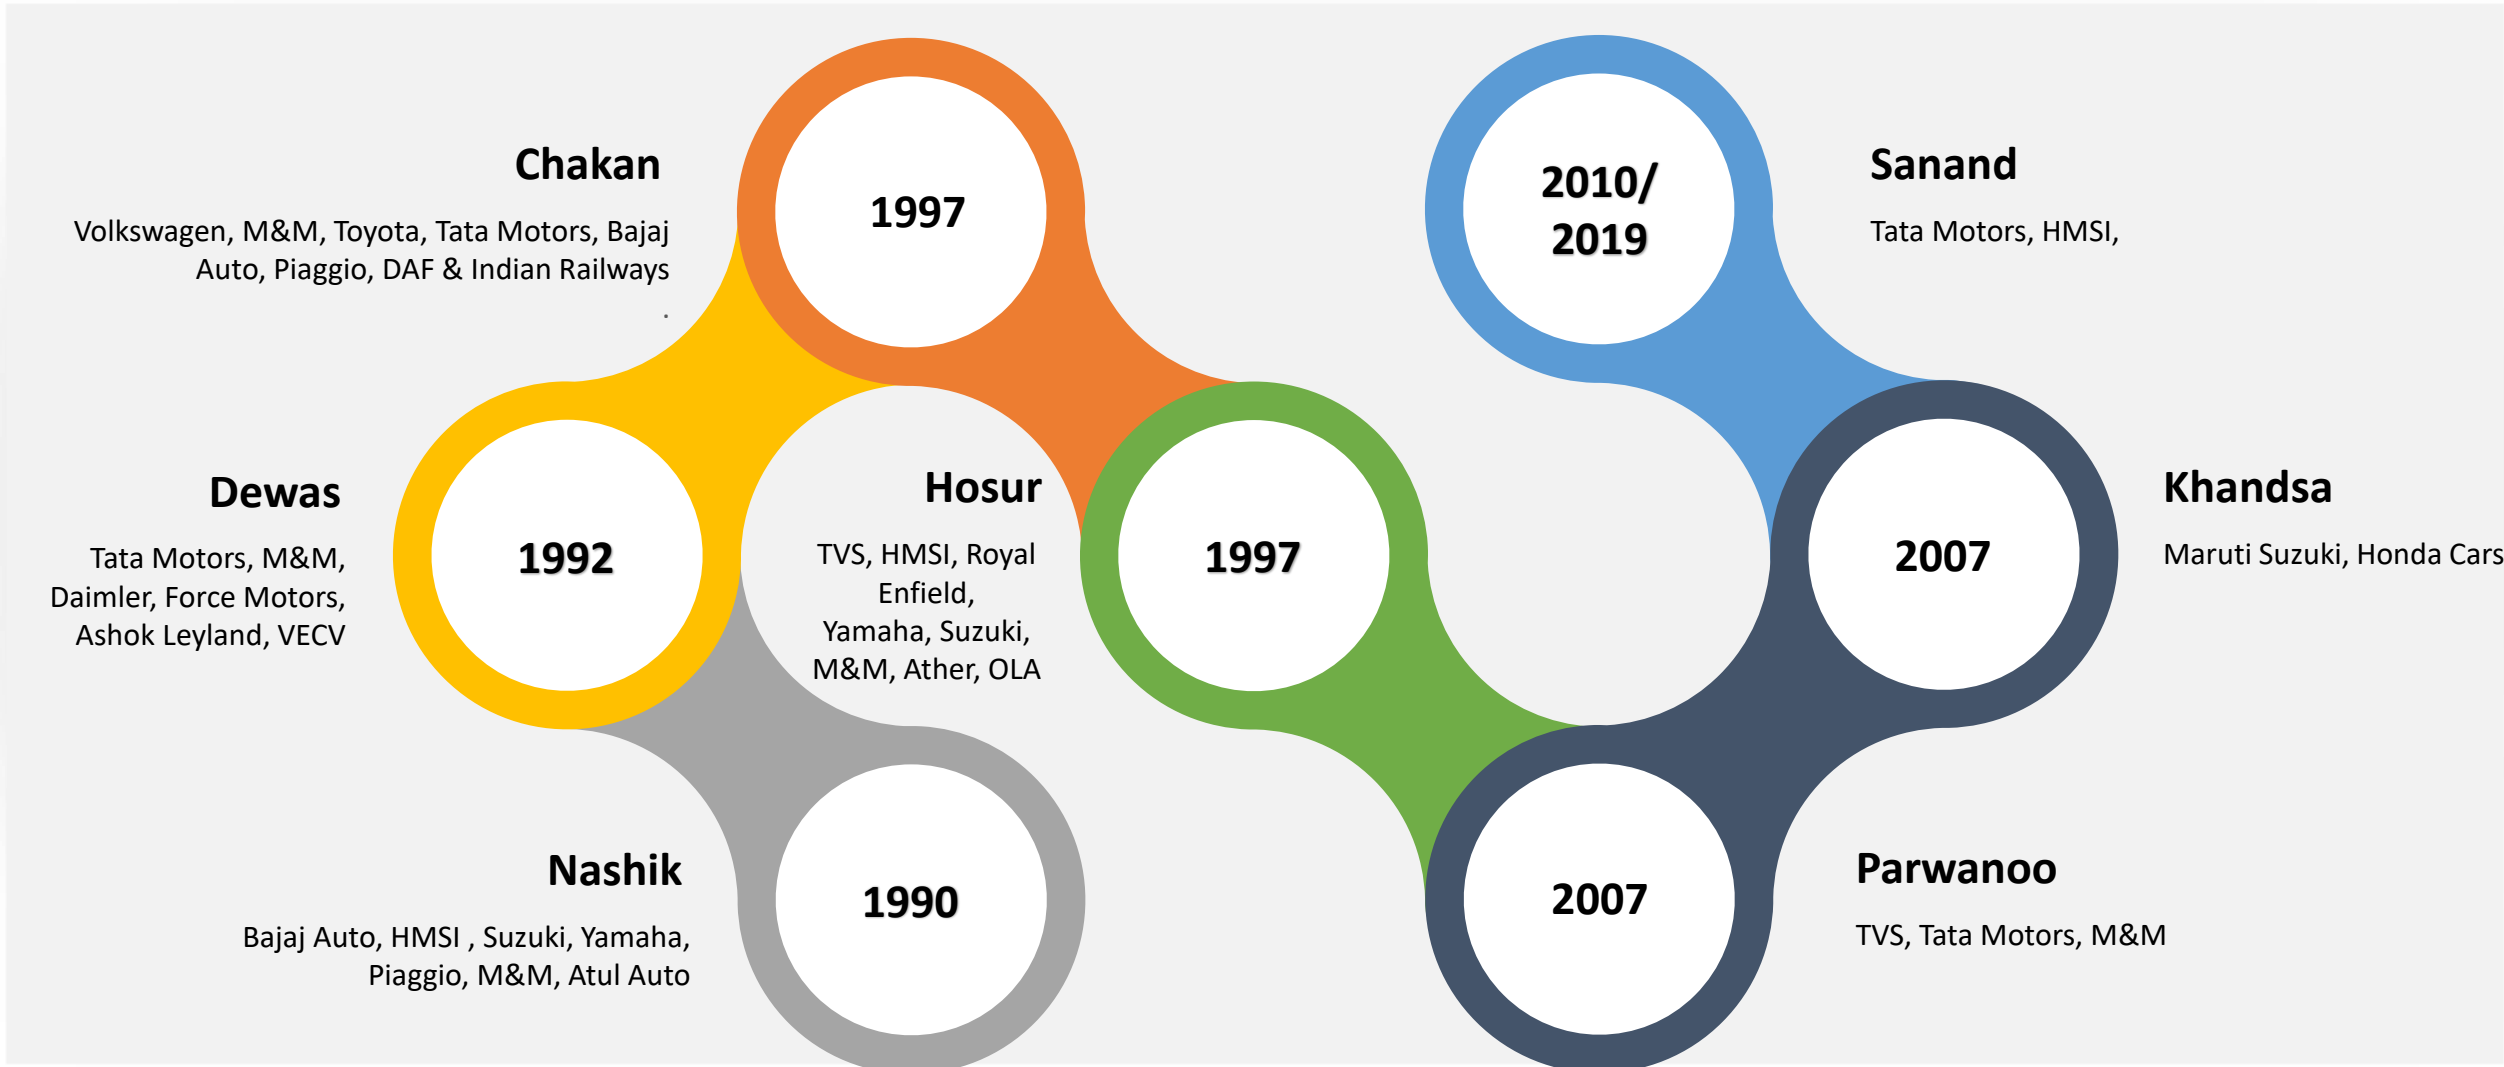 Chakan
Volkswagen, M&M, Toyota, Tata Motors, Bajaj
Auto, Piaggio, DAF & Indian Railways
.
1997
2010/
2019
Sanand
Tata Motors, HMSI,
Dewas
Tata Motors, M&M,
Daimler, Force Motors,
Ashok Leyland, VECV
1992
Hosur
TVS, HMSI, Royal
Enfield,
Yamaha, Suzuki,
M&M, Ather, OLA
1997
2007
Khandsa
Maruti Suzuki, Honda Cars
Nashik
Bajaj Auto, HMSI , Suzuki, Yamaha,
Piaggio, M&M, Atul Auto
1990
2007
Parwanoo
TVS, Tata Motors, M&M